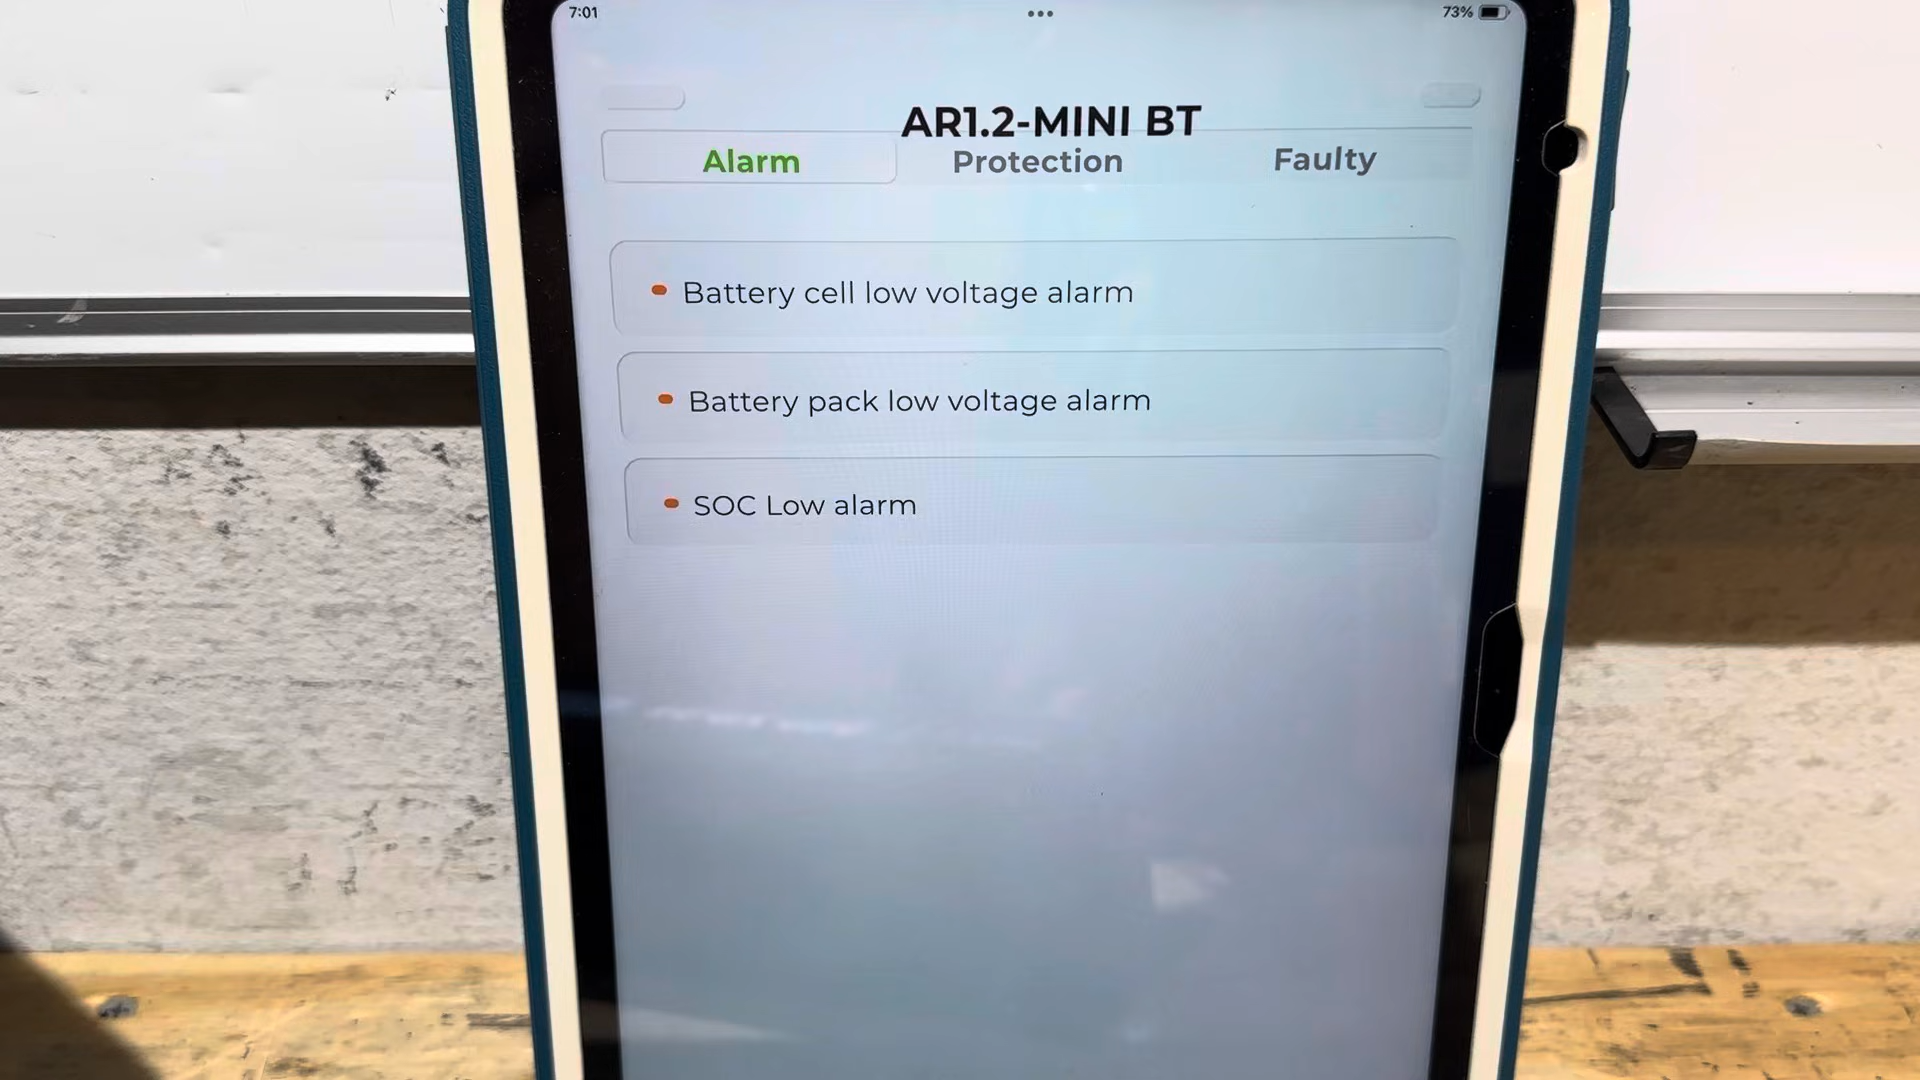 7:01
73%
AR1.2-MINI BT
Alarm Protection Faulty
Battery cell low voltage alarm
Battery pack low voltage alarm
SOC Low alarm